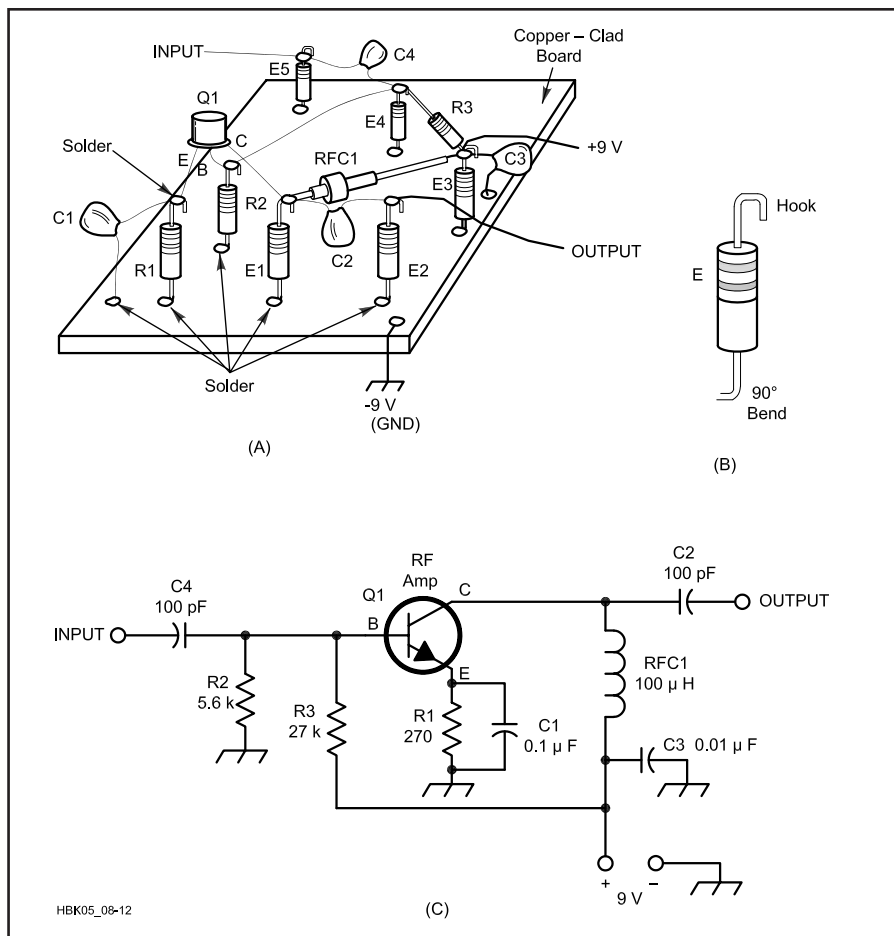 INPUT
C4
Copper – Clad
Board
E5
Q1
E4
R3
C
+9 V
Solder
E
B
RFC1
C3
C1
R2
E3
Hook
C2
OUTPUT
R1
E1
E2
E
Solder
-9 V
(GND)
90°
Bend
(A)
(B)
C4
100 pF
Q1
RF
Amp
C
C2
100 pF
INPUT
B
OUTPUT
R2
5.6 k
R3
27 k
E
R1
270
C1
0.1 µ F
RFC1
100 µ H
C3 0.01 µ F
+ 9 V –
HBK05_08-12
(C)